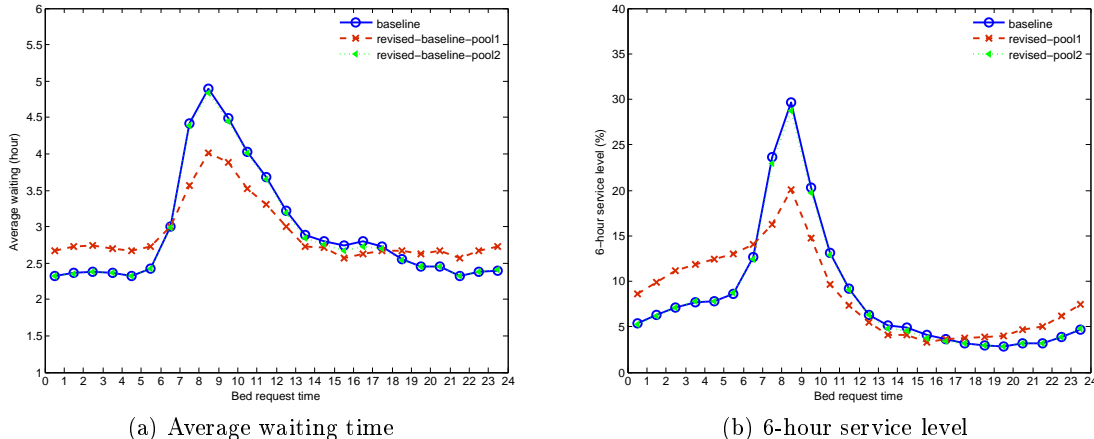 6
5.5
5
4.5
4
3.5
3
2.5
2
1.5
1
Average waiting (hour)
baseline
revised−baseline−pool1
revised−baseline−pool2
0 1 2 3 4 5 6 7 8 9 10 11 12 13 14 15 16 17 18 19 20 21 22 23 24
Bed request time
(a) Average waiting time
40
35
30
25
20
15
10
5
0
6−hour service level (%)
baseline
revised−pool1
revised−pool2
0 1 2 3 4 5 6 7 8 9 10 11 12 13 14 15 16 17 18 19 20 21 22 23 24
Bed request time
(b) 6-hour service level